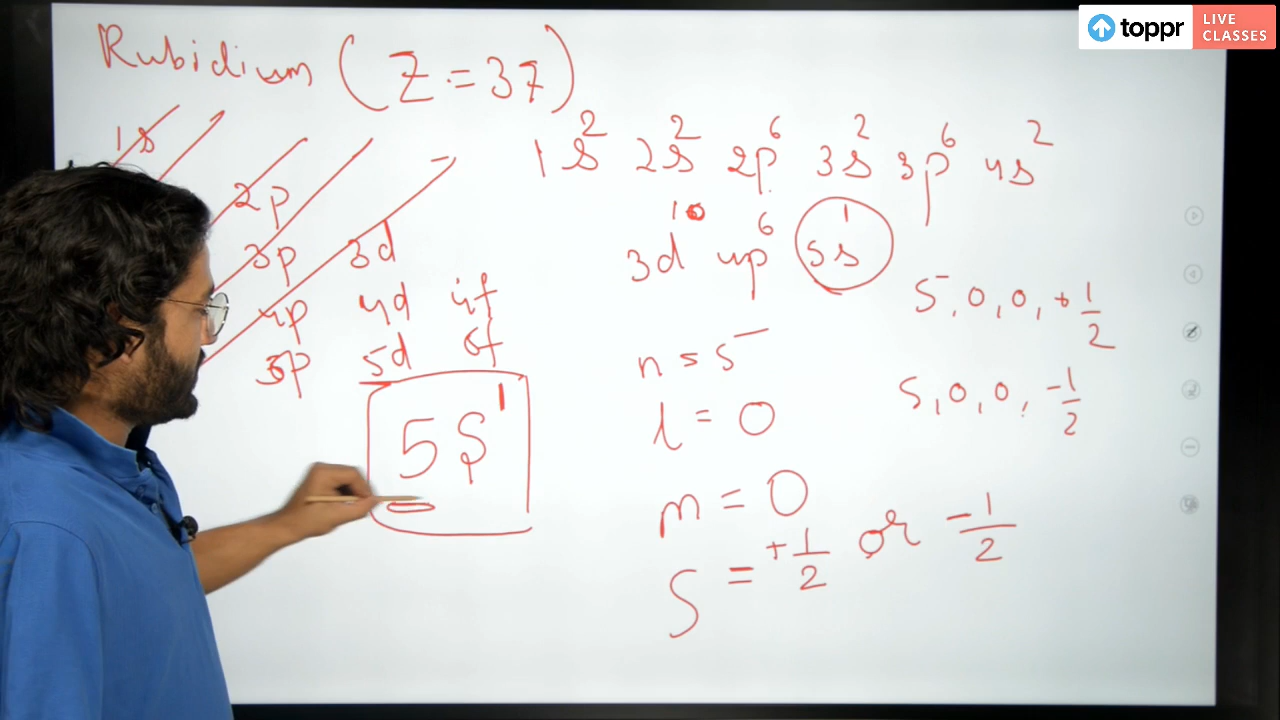 toppr LIVE CLASSES
Rubidium (Z = 37)
1s² 2s² 2p⁶ 3s² 3p⁶ 4s²
3d¹⁰ 4p⁶ 5s¹
1s
2p
3p 3d
4p 4d 4f
5p 5d 5f
5S¹
n = 5
l = 0
m = 0
S = +1/2 or -1/2
5, 0, 0, +1/2
5, 0, 0, -1/2